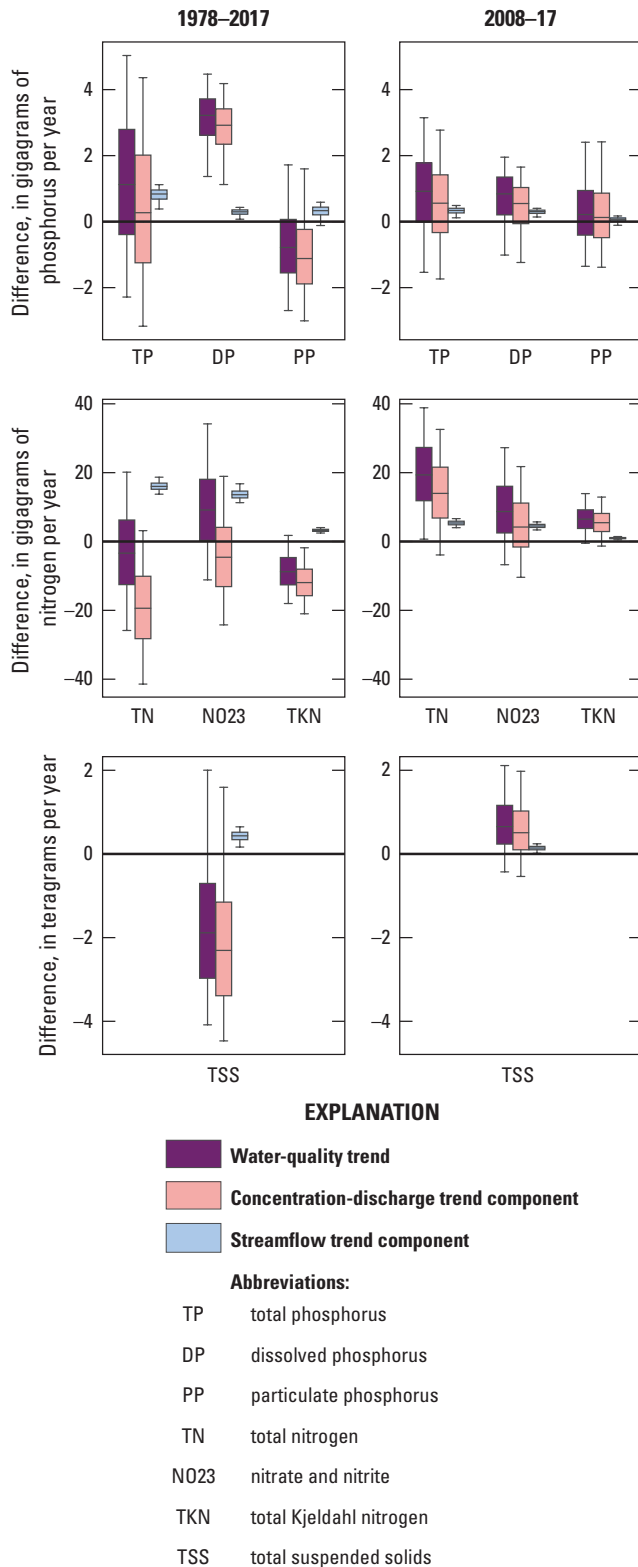 1978–2017
2008–17
Difference, in gigagrams of
phosphorus per year
4
2
0
–2
TP
DP
PP
4
2
0
–2
TP
DP
PP
Difference, in gigagrams of
nitrogen per year
40
20
0
–20
–40
TN
NO23
TKN
40
20
0
–20
–40
TN
NO23
TKN
Difference, in teragrams per year
2
0
–2
–4
TSS
2
0
–2
–4
TSS
EXPLANATION
Water-quality trend
Concentration-discharge trend component
Streamflow trend component
Abbreviations:
TP total phosphorus
DP dissolved phosphorus
PP particulate phosphorus
TN total nitrogen
NO23 nitrate and nitrite
TKN total Kjeldahl nitrogen
TSS total suspended solids